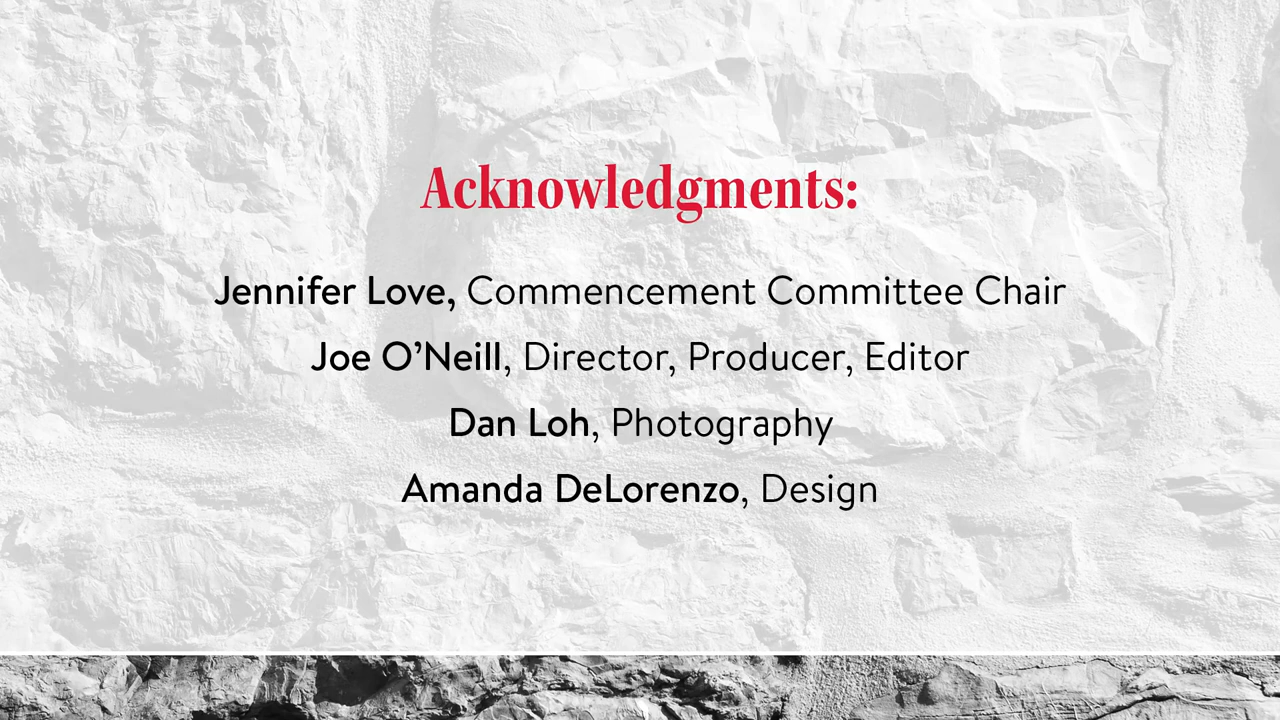 Acknowledgments:
Jennifer Love, Commencement Committee Chair
Joe O’Neill, Director, Producer, Editor
Dan Loh, Photography
Amanda DeLorenzo, Design